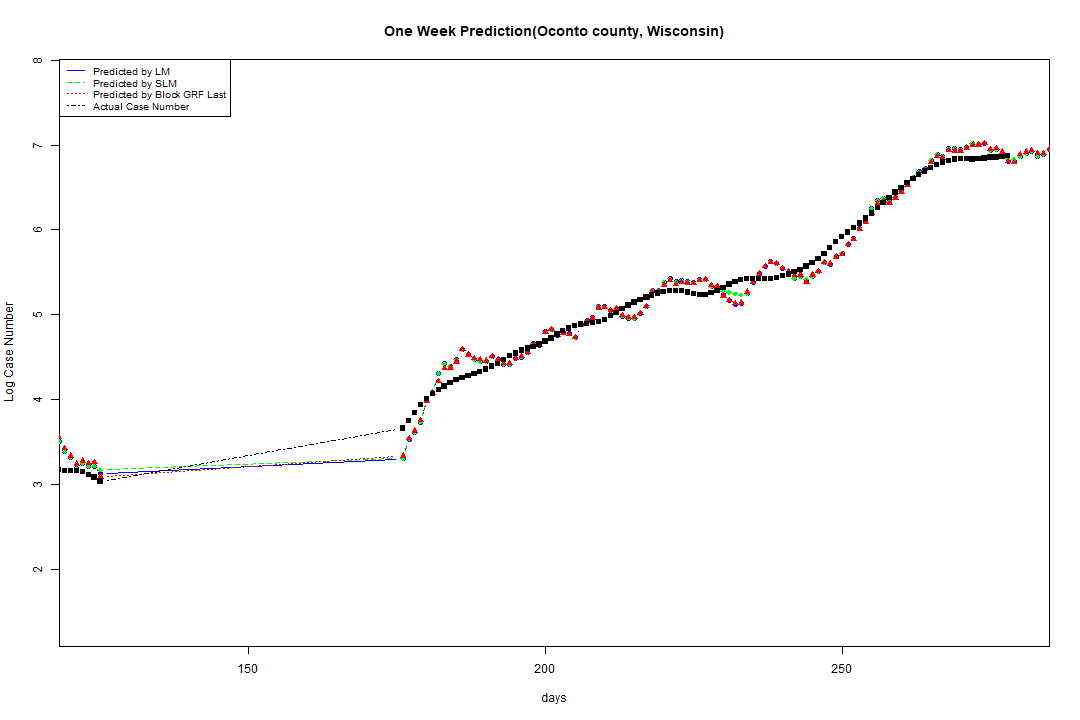 One Week Prediction(Oconto county, Wisconsin)
Predicted by LM
Predicted by SLM
Predicted by Block GRF Last
Actual Case Number
8
7
6
5
4
3
2
Log Case Number
150 200 250
days